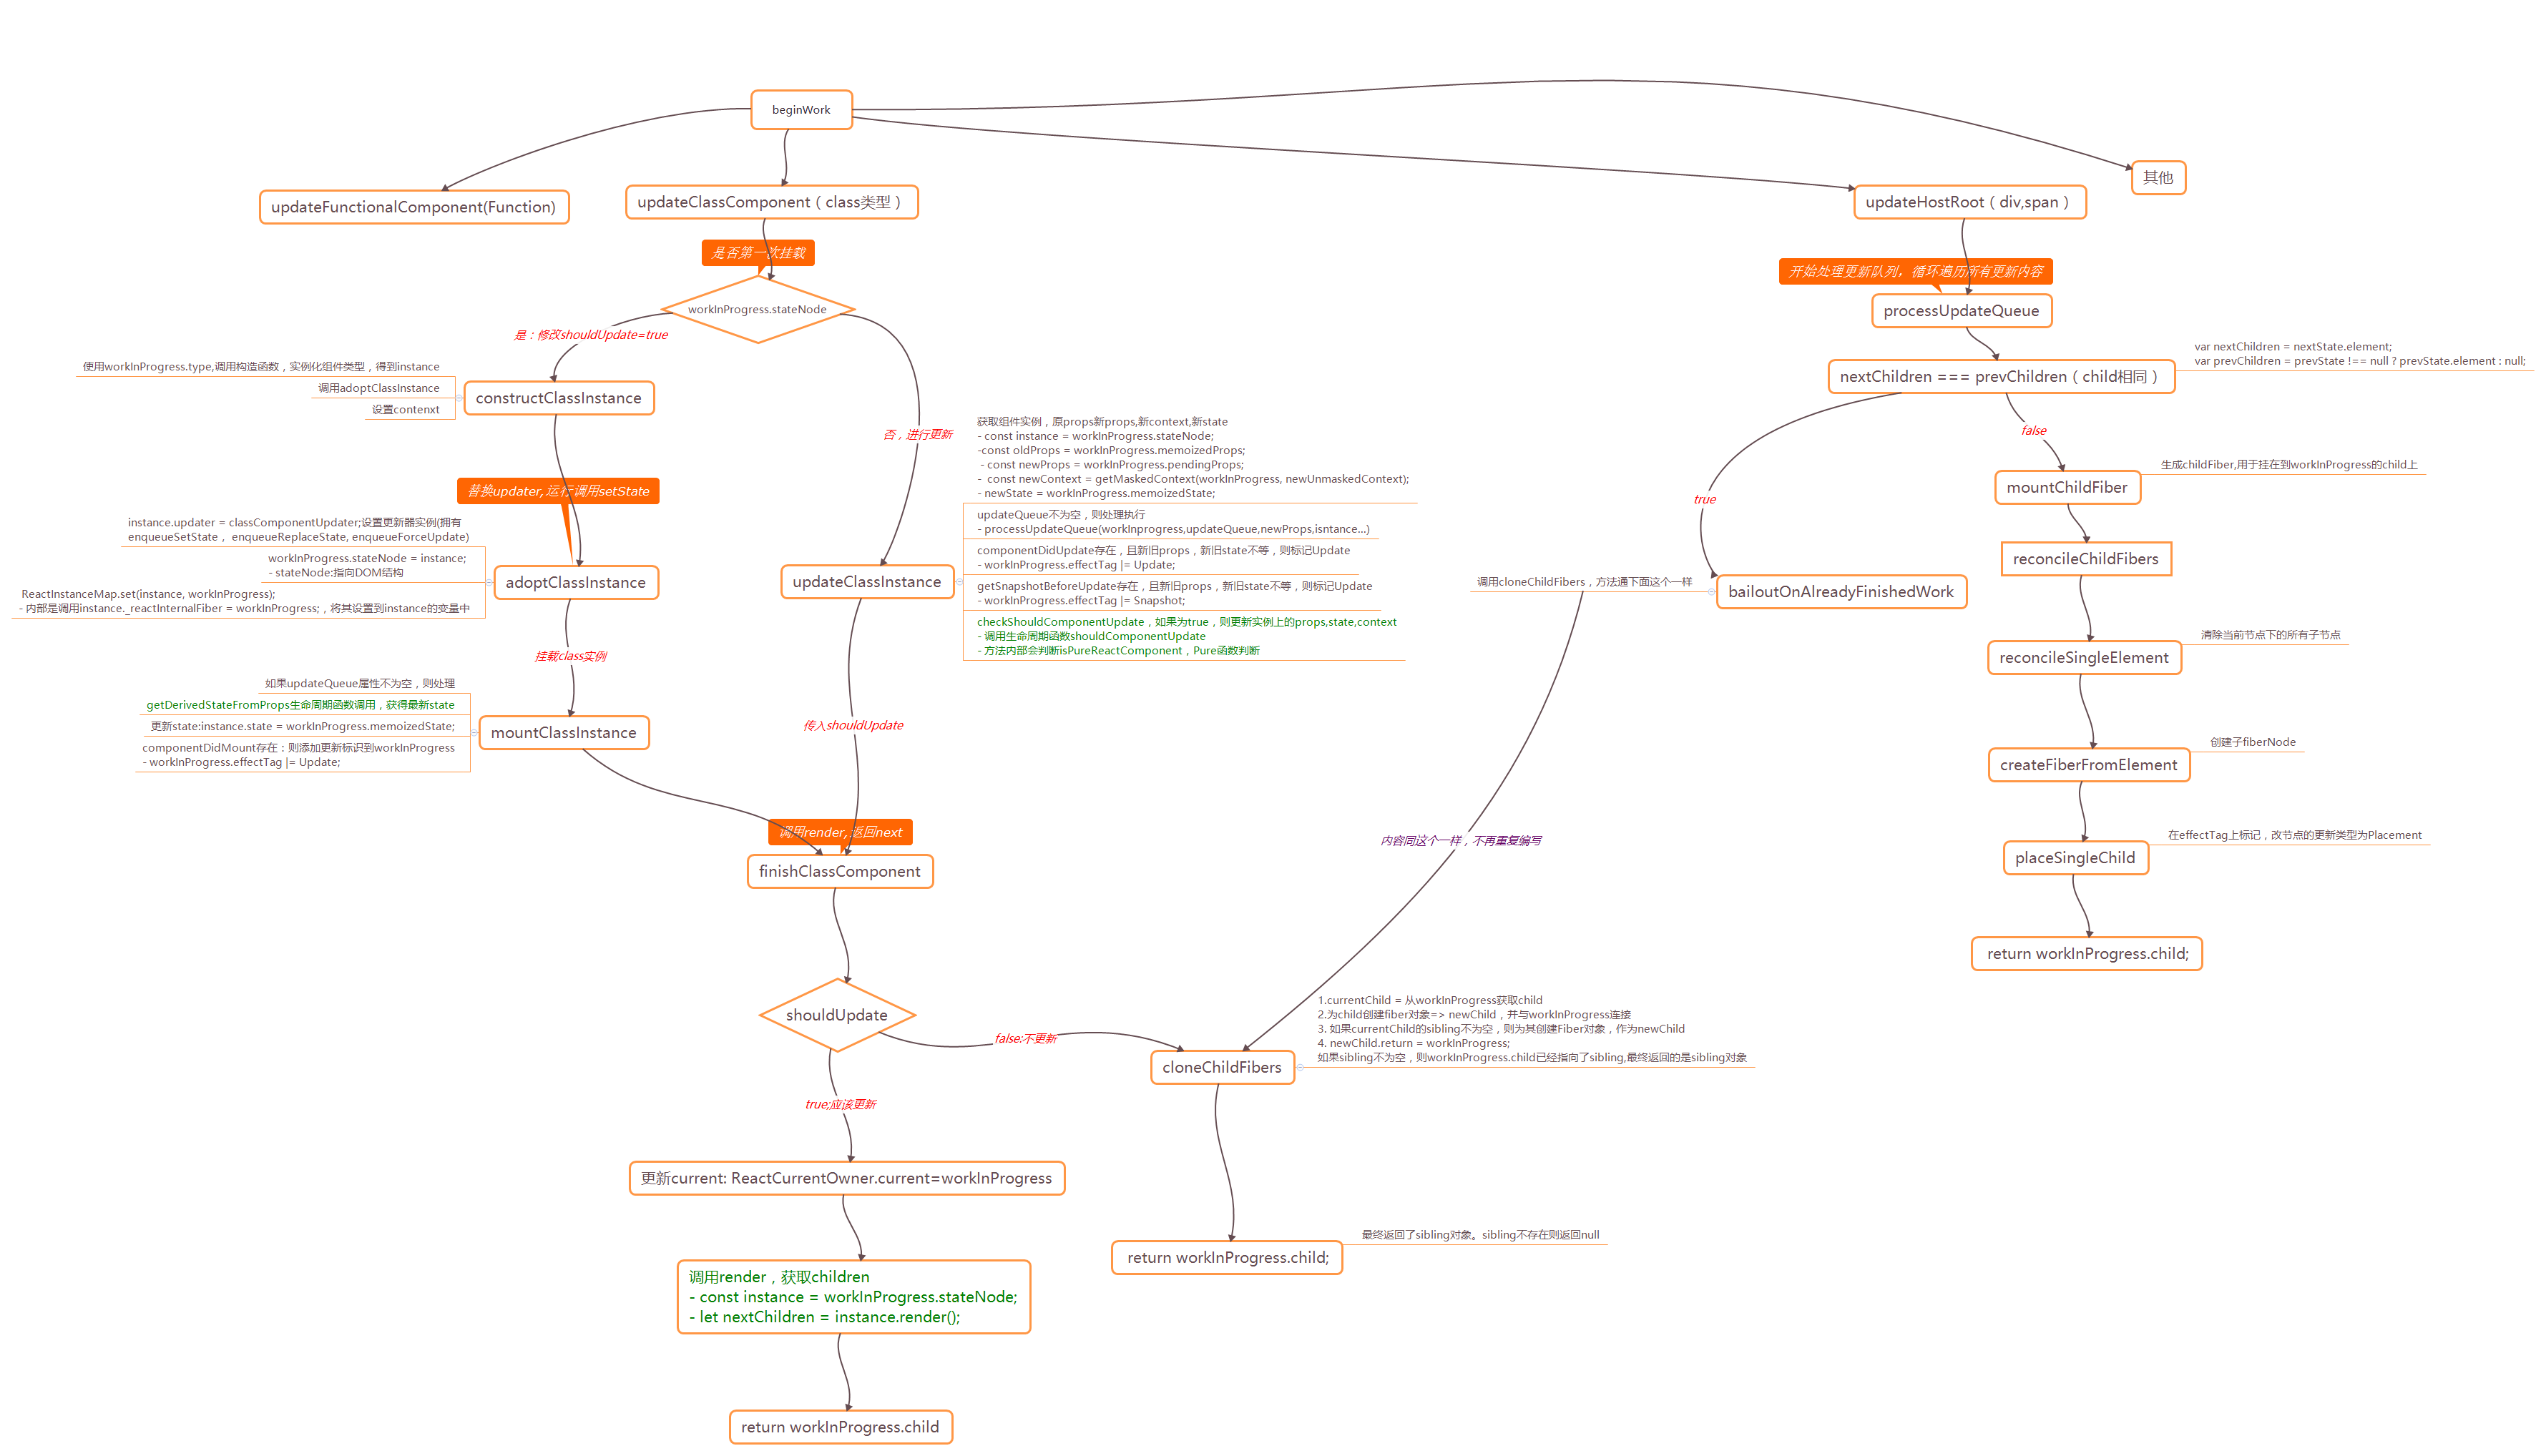 beginWork
其他
updateFunctionalComponent(Function)
updateClassComponent（class类型）
updateHostRoot（div,span）
是否第一次挂载
workInProgress.stateNode
是：修改shouldUpdate=true
使用workInProgress.type,调用构造函数，实例化组件类型，得到instance
调用adoptClassInstance
设置contenxt
constructClassInstance
替换updater,运行调用setState
instance.updater = classComponentUpdater;设置更新器实例(拥有
enqueueSetState， enqueueReplaceState, enqueueForceUpdate)
workInProgress.stateNode = instance;
- stateNode:指向DOM结构
ReactInstanceMap.set(instance, workInProgress);
- 内部是调用instance._reactInternalFiber = workInProgress;，将其设置到instance的变量中
adoptClassInstance
挂载class实例
如果updateQueue属性不为空，则处理
getDerivedStateFromProps生命周期函数调用，获得最新state
更新state:instance.state = workInProgress.memoizedState;
componentDidMount存在：则添加更新标识到workInProgress
- workInProgress.effectTag |= Update;
mountClassInstance
否，进行更新
获取组件实例，原props新props,新context,新state
- const instance = workInProgress.stateNode;
-const oldProps = workInProgress.memoizedProps;
- const newProps = workInProgress.pendingProps;
- const newContext = getMaskedContext(workInProgress, newUnmaskedContext);
- newState = workInProgress.memoizedState;
updateQueue不为空，则处理执行
- processUpdateQueue(workInprogress,updateQueue,newProps,isntance...)
componentDidUpdate存在，且新旧props，新旧state不等，则标记Update
- workInProgress.effectTag |= Update;
getSnapshotBeforeUpdate存在，且新旧props，新旧state不等，则标记Update
- workInProgress.effectTag |= Snapshot;
checkShouldComponentUpdate，如果为true，则更新实例上的props,state,context
- 调用生命周期函数shouldComponentUpdate
- 方法内部会判断isPureReactComponent，Pure函数判断
updateClassInstance
传入shouldUpdate
调用render,返回next
finishClassComponent
shouldUpdate
false:不更新
true;应该更新
更新current: ReactCurrentOwner.current=workInProgress
调用render，获取children
- const instance = workInProgress.stateNode;
- let nextChildren = instance.render();
return workInProgress.child
开始处理更新队列，循环遍历所有更新内容
processUpdateQueue
nextChildren === prevChildren（child相同）
var nextChildren = nextState.element;
var prevChildren = prevState !== null ? prevState.element : null;
true
false
调用cloneChildFibers，方法通下面这个一样
bailoutOnAlreadyFinishedWork
内容同这个一样，不再重复编写
1.currentChild = 从workInProgress获取child
2.为child创建fiber对象=> newChild，并与workInProgress连接
3. 如果currentChild的sibling不为空，则为其创建Fiber对象，作为newChild
4. newChild.return = workInProgress;
如果sibling不为空，则workInProgress.child已经指向了sibling,最终返回的是sibling对象
cloneChildFibers
最终返回了sibling对象。sibling不存在则返回null
return workInProgress.child;
生成childFiber,用于挂在到workInProgress的child上
mountChildFiber
reconcileChildFibers
清除当前节点下的所有子节点
reconcileSingleElement
创建子fiberNode
createFiberFromElement
在effectTag上标记，改节点的更新类型为Placement
placeSingleChild
return workInProgress.child;